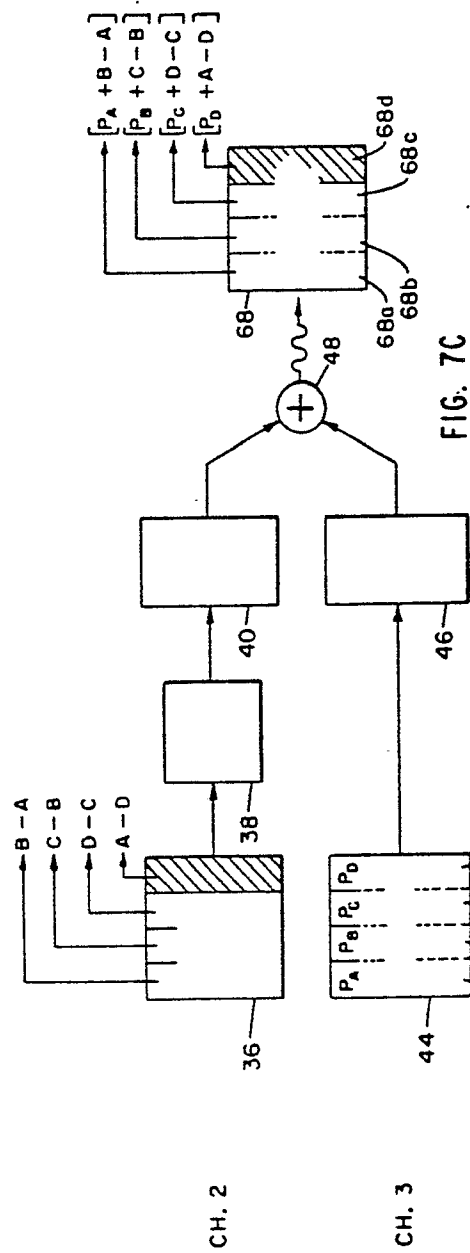 CH. 2
B – A
C – B
D – C
A – D
36
38
40
CH. 3
P_A
P_B
P_C
P_D
44
46
48
68
68a
68b
68c
68d
[P_A + B – A]
[P_B + C – B]
[P_C + D – C]
[P_D + A – D]
FIG. 7C